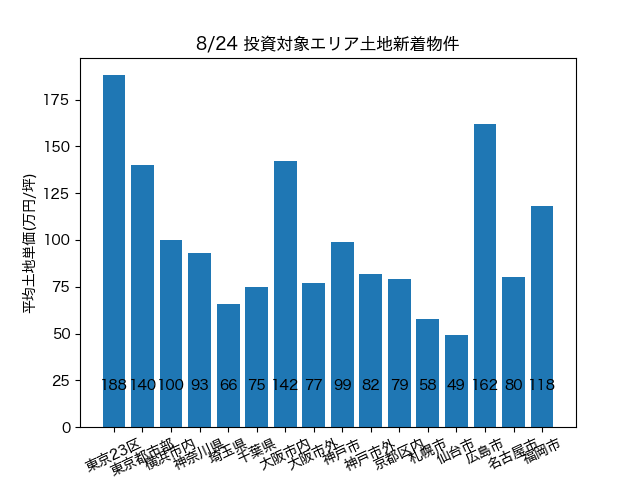 8/24 投資対象エリア土地新着物件
平均土地単価(万円/坪)
175
150
125
100
75
50
25
0
188 140 100 93 66 75 142 77 99 82 79 58 49 162 80 118
東京23区 東京都市部 横浜市内 神奈川県 埼玉県 千葉県 大阪市内 大阪市外 神戸市 神戸市外 京都区内 札幌市 仙台市 広島市 名古屋市 福岡市